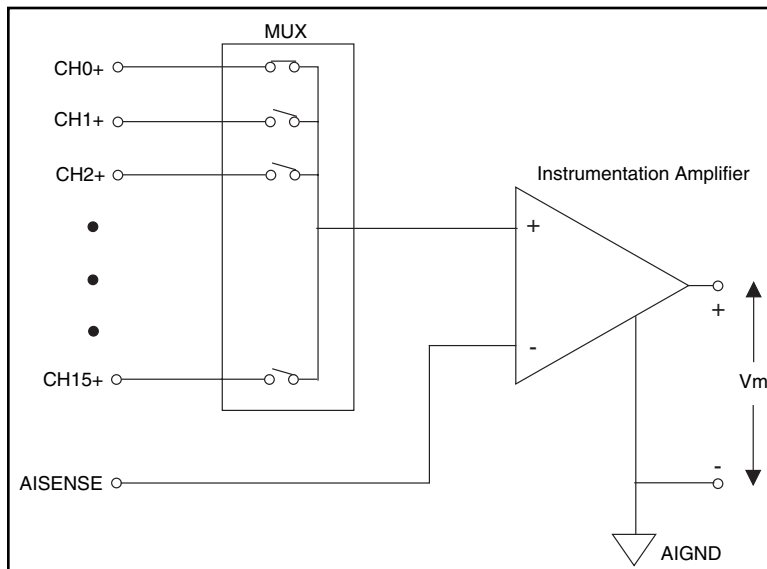 MUX
CH0+
CH1+
CH2+
Instrumentation Amplifier
+
+
-
CH15+
Vm
AISENSE
-
AIGND